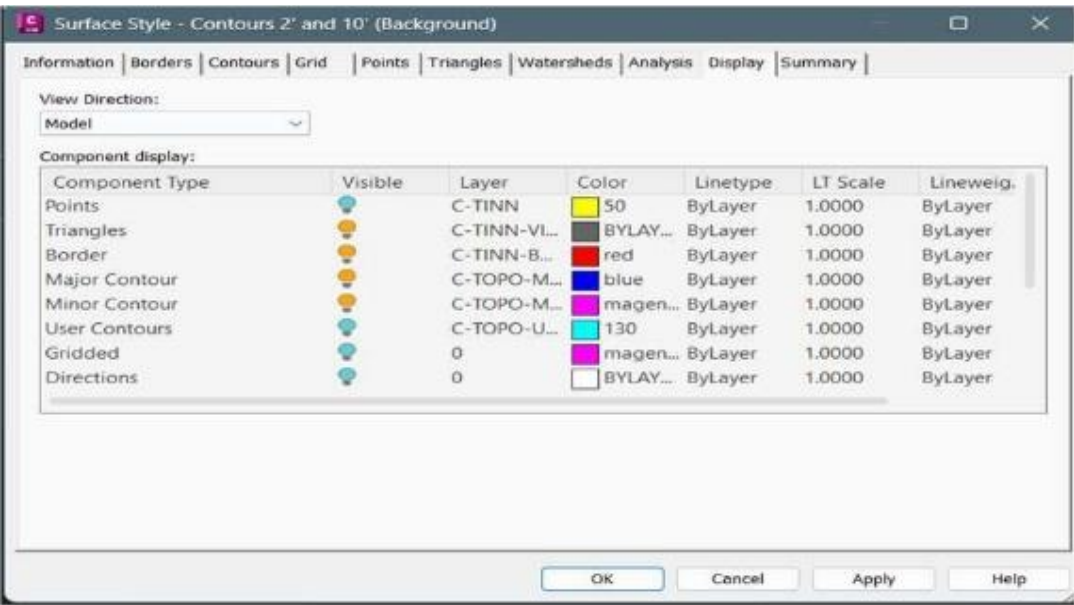 Surface Style - Contours 2' and 10' (Background)
Information Borders Contours Grid Points Triangles Watersheds Analysis Display Summary
View Direction:
Model
Component display:
Component Type Visible Layer Color Linetype LT Scale Lineweig.
Points C-TINN 50 ByLayer 1.0000 ByLayer
Triangles C-TINN-VI... BYLAY... ByLayer 1.0000 ByLayer
Border C-TINN-B... red ByLayer 1.0000 ByLayer
Major Contour C-TOPO-M... blue ByLayer 1.0000 ByLayer
Minor Contour C-TOPO-M... magen... ByLayer 1.0000 ByLayer
User Contours C-TOPO-U... 130 ByLayer 1.0000 ByLayer
Gridded 0 magen... ByLayer 1.0000 ByLayer
Directions 0 BYLAY... ByLayer 1.0000 ByLayer
OK Cancel Apply Help